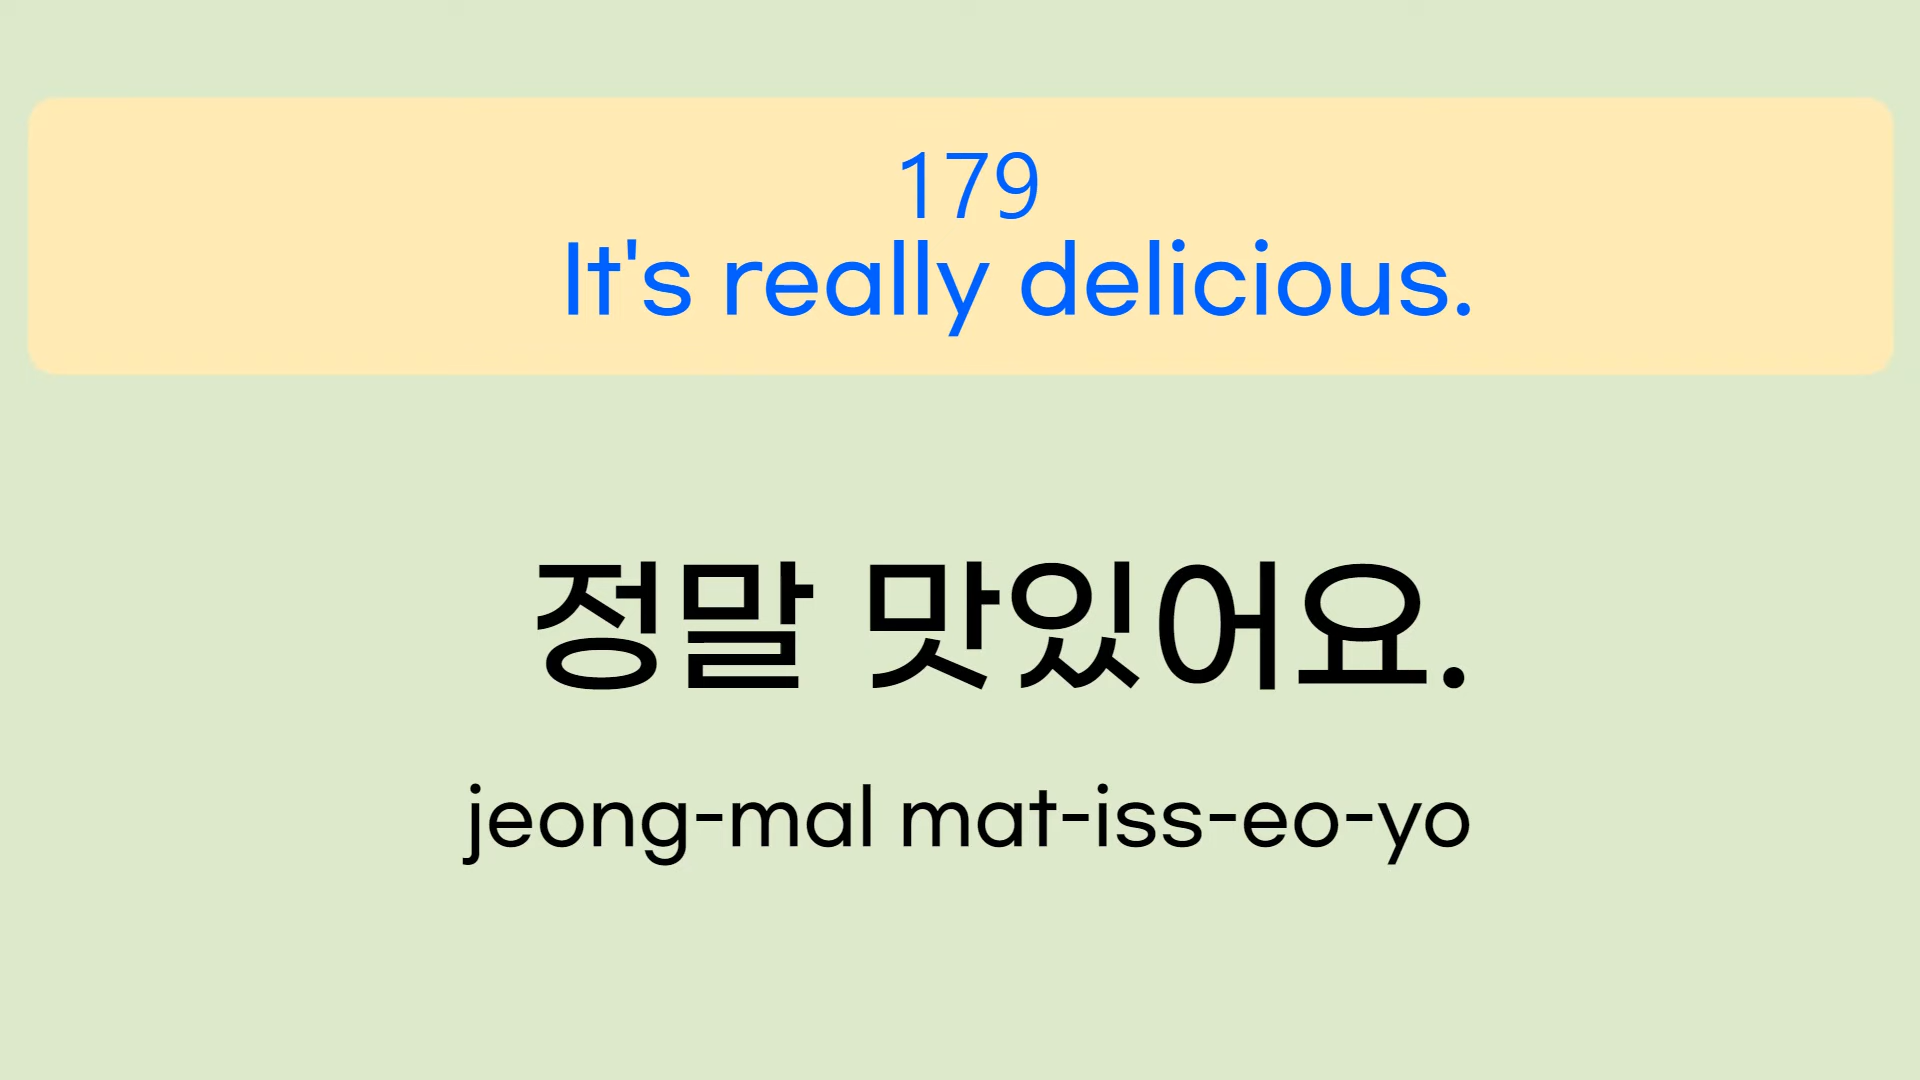 179
It's really delicious.
정말 맛있어요.
jeong-mal mat-iss-eo-yo